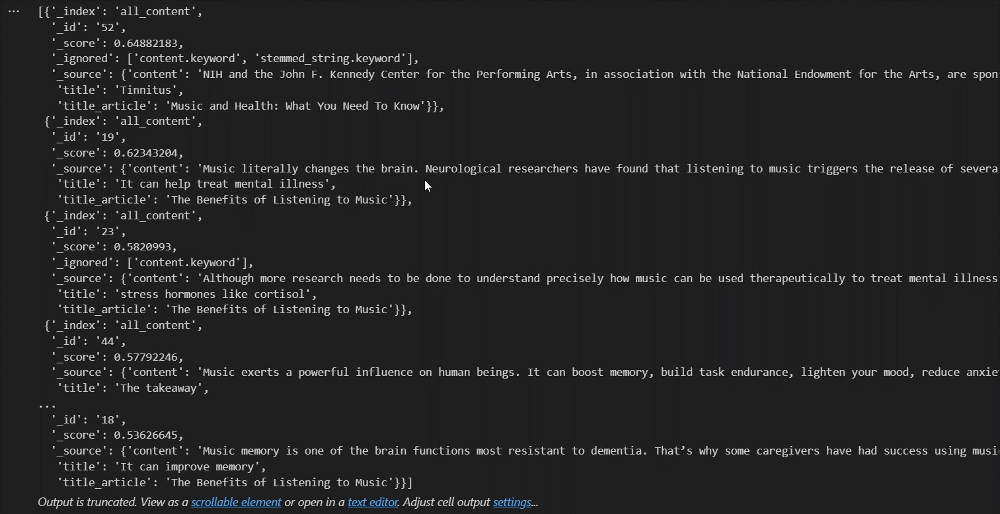 ... [{'_index': 'all_content',
'_id': '52',
'_score': 0.64882183,
'_ignored': ['content.keyword', 'stemmed_string.keyword'],
'_source': {'content': 'NIH and the John F. Kennedy Center for the Performing Arts, in association with the National Endowment for the Arts, are spon
'title': 'Tinnitus',
'title_article': 'Music and Health: What You Need To Know'}},
{'_index': 'all_content',
'_id': '19',
'_score': 0.62343204,
'_source': {'content': 'Music literally changes the brain. Neurological researchers have found that listening to music triggers the release of severa
'title': 'It can help treat mental illness',
'title_article': 'The Benefits of Listening to Music'}},
{'_index': 'all_content',
'_id': '23',
'_score': 0.5820993,
'_ignored': ['content.keyword'],
'_source': {'content': 'Although more research needs to be done to understand precisely how music can be used therapeutically to treat mental illness
'title': 'stress hormones like cortisol',
'title_article': 'The Benefits of Listening to Music'}},
{'_index': 'all_content',
'_id': '44',
'_score': 0.57792246,
'_source': {'content': 'Music exerts a powerful influence on human beings. It can boost memory, build task endurance, lighten your mood, reduce anxie
'title': 'The takeaway',
...
'_id': '18',
'_score': 0.53626645,
'_source': {'content': 'Music memory is one of the brain functions most resistant to dementia. That’s why some caregivers have had success using musi
'title': 'It can improve memory',
'title_article': 'The Benefits of Listening to Music'}}]
Output is truncated. View as a scrollable element or open in a text editor. Adjust cell output settings...